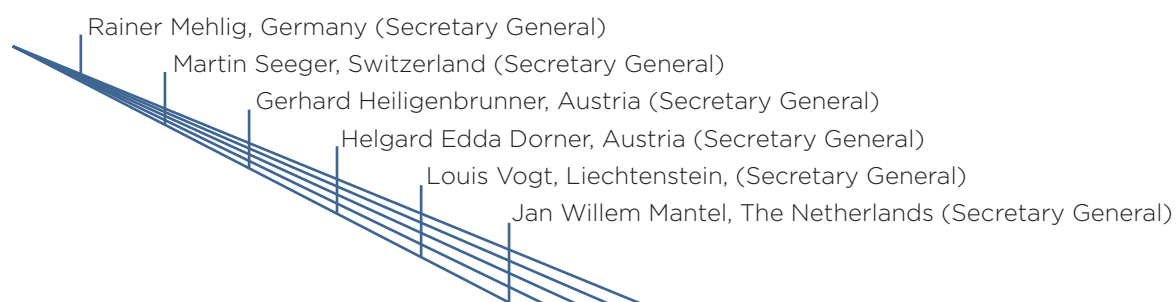 Rainer Mehlig, Germany (Secretary General)
Martin Seeger, Switzerland (Secretary General)
Gerhard Heiligenbrunner, Austria (Secretary General)
Helgard Edda Dorner, Austria (Secretary General)
Louis Vogt, Liechtenstein, (Secretary General)
Jan Willem Mantel, The Netherlands (Secretary General)